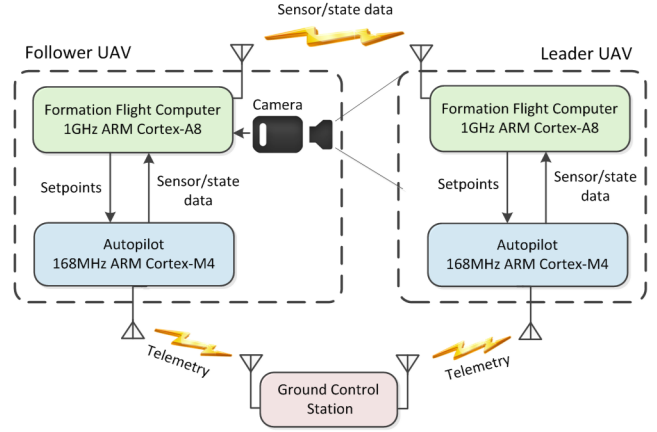 Sensor/state data
Follower UAV
Leader UAV
Formation Flight Computer
1GHz ARM Cortex-A8
Camera
Formation Flight Computer
1GHz ARM Cortex-A8
Setpoints
Sensor/state
data
Setpoints
Sensor/state
data
Autopilot
168MHz ARM Cortex-M4
Autopilot
168MHz ARM Cortex-M4
Telemetry
Telemetry
Ground Control
Station